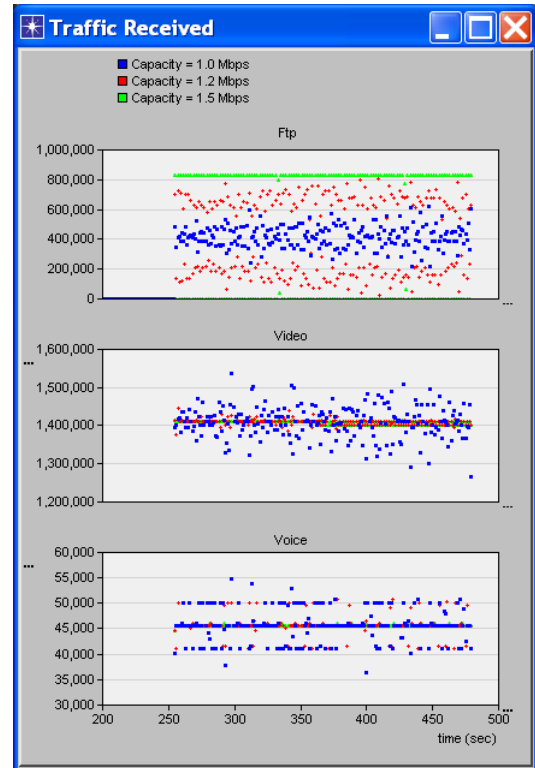 Traffic Received
Capacity = 1.0 Mbps
Capacity = 1.2 Mbps
Capacity = 1.5 Mbps
Ftp
1,000,000
800,000
600,000
400,000
200,000
0
...
Video
1,600,000
...
1,500,000
1,400,000
1,300,000
1,200,000
...
Voice
60,000
...
55,000
50,000
45,000
40,000
35,000
30,000
...
200 250 300 350 400 450 500
time (sec)